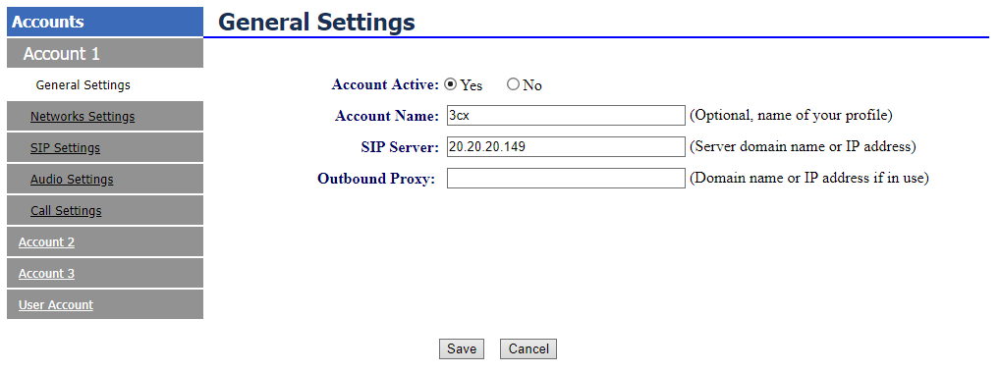 Accounts
General Settings
Account 1
General Settings
Networks Settings
SIP Settings
Audio Settings
Call Settings
Account 2
Account 3
User Account
Account Active: Yes No
Account Name: 3cx (Optional, name of your profile)
SIP Server: 20.20.20.149 (Server domain name or IP address)
Outbound Proxy: (Domain name or IP address if in use)
Save Cancel